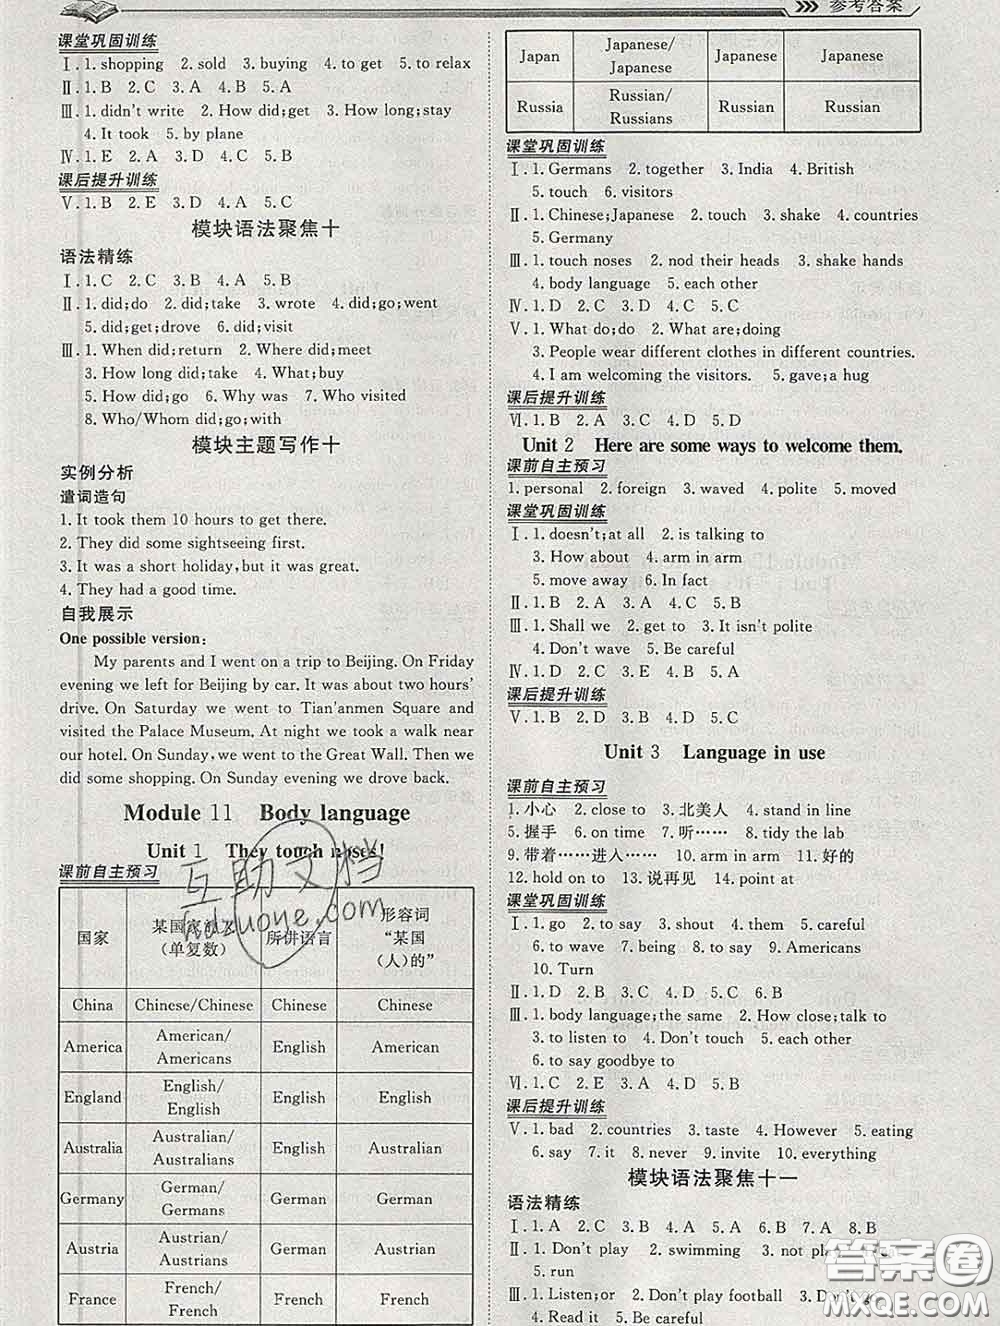 参考答案
课堂巩固训练
Ⅰ. 1. shopping 2. sold 3. buying 4. to get 5. to relax
Ⅱ. 1. B 2. C 3. A 4. B 5. A
Ⅲ. 1. didn't write 2. How did;get 3. How long;stay
4. It took 5. by plane
Ⅳ. 1. E 2. A 3. D 4. C 5. B
课后提升训练
Ⅴ. 1. B 2. E 3. D 4. A 5. C
模块语法聚焦十
语法精练
Ⅰ. 1. C 2. C 3. B 4. A 5. B
Ⅱ. 1. did;do 2. did;take 3. wrote 4. did;go;went
5. did;get;drove 6. did;visit
Ⅲ. 1. When did;return 2. Where did;meet
3. How long did;take 4. What;buy
5. How did;go 6. Why was 7. Who visited
8. Who/Whom did;go;with
模块主题写作十
实例分析
遣词造句
1. It took them 10 hours to get there.
2. They did some sightseeing first.
3. It was a short holiday, but it was great.
4. They had a good time.
自我展示
One possible version:
My parents and I went on a trip to Beijing. On Friday
evening we left for Beijing by car. It was about two hours'
drive. On Saturday we went to Tian'anmen Square and
visited the Palace Museum. At night we took a walk near
our hotel. On Sunday, we went to the Great Wall. Then we
did some shopping. On Sunday evening we drove back.
Module 11 Body language
Unit 1 They touch noses!
课前自主预习
国家 某国家 (单复数) 所讲语言 形容词“某国(人)的”
China Chinese/Chinese Chinese Chinese
America American/Americans English American
England English/English English English
Australia Australian/Australians English Australian
Germany German/Germans German German
Austria Austrian/Austrians German Austrian
France French/French French French
互助文档
hdzuone.com
Japan Japanese/Japanese Japanese Japanese
Russia Russian/Russians Russian Russian
课堂巩固训练
Ⅰ. 1. Germans 2. together 3. India 4. British
5. touch 6. visitors
Ⅱ. 1. Chinese;Japanese 2. touch 3. shake 4. countries
5. Germany
Ⅲ. 1. touch noses 2. nod their heads 3. shake hands
4. body language 5. each other
Ⅳ. 1. D 2. C 3. D 4. C 5. C
Ⅴ. 1. What do;do 2. What are;doing
3. People wear different clothes in different countries.
4. I am welcoming the visitors. 5. gave;a hug
课后提升训练
Ⅵ. 1. B 2. A 3. C 4. D 5. D
Unit 2 Here are some ways to welcome them.
课前自主预习
1. personal 2. foreign 3. waved 4. polite 5. moved
课堂巩固训练
Ⅰ. 1. doesn't;at all 2. is talking to
3. How about 4. arm in arm
5. move away 6. In fact
Ⅱ. 1. B 2. A 3. A 4. D 5. D 6. B
Ⅲ. 1. Shall we 2. get to 3. It isn't polite
4. Don't wave 5. Be careful
Ⅳ. 1. D 2. C 3. E 4. B 5. A
课后提升训练
Ⅴ. 1. B 2. D 3. B 4. D 5. C
Unit 3 Language in use
课前自主预习
1. 小心 2. close to 3. 北美人 4. stand in line
5. 握手 6. on time 7. 听…… 8. tidy the lab
9. 带着……进入…… 10. arm in arm 11. 好的
12. hold on to 13. 说再见 14. point at
课堂巩固训练
Ⅰ. 1. go 2. to say 3. shout 4. them 5. careful
6. to wave 7. being 8. to say 9. Americans
10. Turn
Ⅱ. 1. D 2. B 3. C 4. D 5. C 6. B
Ⅲ. 1. body language;the same 2. How close;talk to
3. to listen to 4. Don't touch 5. each other
6. to say goodbye to
Ⅵ. 1. C 2. E 3. A 4. D 5. B
课后提升训练
Ⅴ. 1. bad 2. countries 3. taste 4. However 5. eating
6. say 7. it 8. never 9. invite 10. everything
模块语法聚焦十一
语法精练
Ⅰ. 1. A 2. C 3. B 4. A 5. A 6. B 7. A 8. B
Ⅱ. 1. Don't play 2. swimming 3. not play
5. run
Ⅲ. 1. Listen;or 2. Don't play football 3.
4. Read it 5. Be careful
答案圈
MXQE.COM